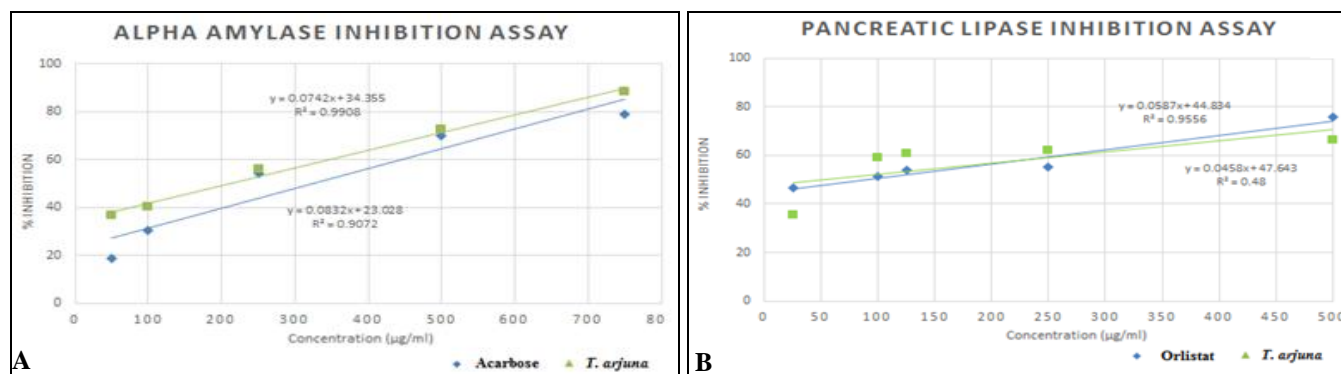 ALPHA AMYLASE INHIBITION ASSAY
100
80
60
40
20
0
% INHIBITION
y = 0.0742x + 34.355
R² = 0.9908
y = 0.0832x + 23.028
R² = 0.9072
0 100 200 300 400 500 600 700 80
Concentration (µg/ml)
A
Acarbose T. arjuna
PANCREATIC LIPASE INHIBITION ASSAY
100
80
60
40
20
0
% INHIBITION
y = 0.0587x + 44.834
R² = 0.9556
y = 0.0458x + 47.643
R² = 0.48
0 50 100 150 200 250 300 350 400 450 500
Concentration (µg/ml)
B
Orlistat T. arjuna